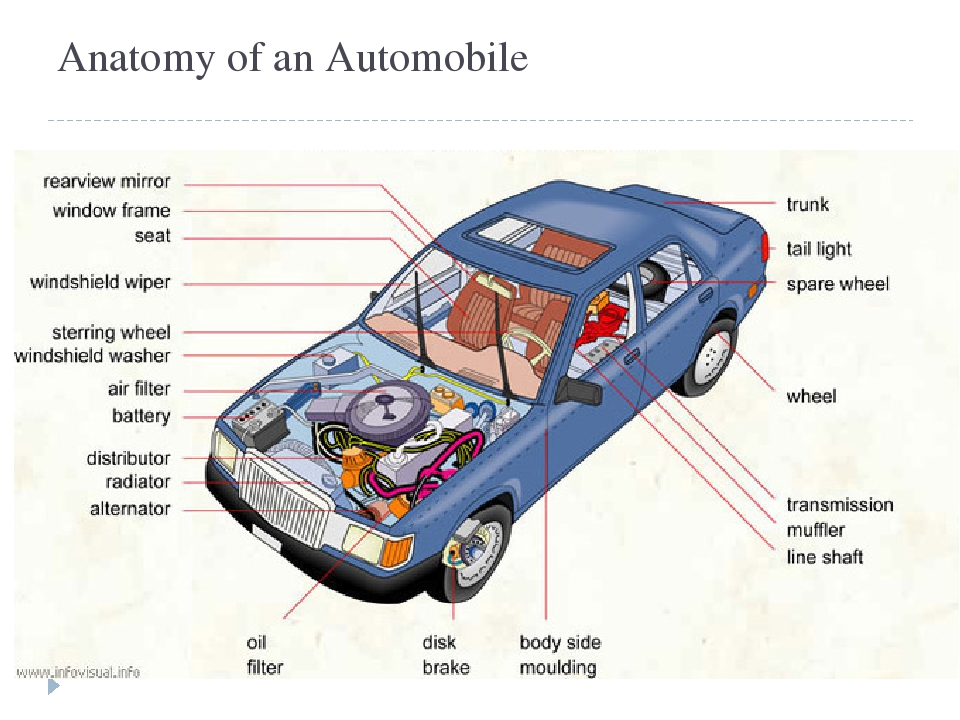 Anatomy of an Automobile
rearview mirror
window frame
seat
windshield wiper
sterring wheel
windshield washer
air filter
battery
distributor
radiator
alternator
trunk
tail light
spare wheel
wheel
transmission
muffler
line shaft
oil
filter
disk
brake
body side
moulding
www.infovisual.info